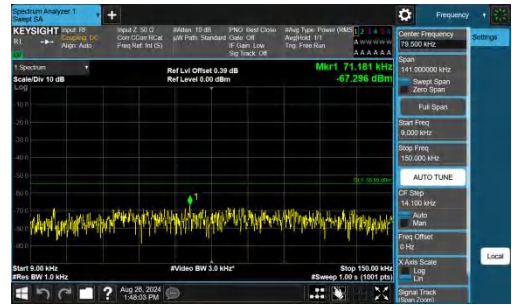 Spectrum Analyzer 1
Swept SA
+
Frequency
KEYSIGHT Input: RF
Input Z: 50 Ω
#Atten: 10 dB
PNO: Best Close
#Avg Type: Power (RMS
1 2 3 4 5 6
RL
Coupling: DC
Corr CCorr RCal
µW Path: Standard
Gate: Off
Avg|Hold: 1/1
Align: Auto
Freq Ref: Int (S)
IF Gain: Low
Trig: Free Run
Sig Track: Off
A W W W W W
A A A A A A
1 Spectrum
Scale/Div 10 dB
Log
Ref Lvl Offset 0.39 dB
Ref Level 0.00 dBm
Mkr1 71.181 kHz
-67.296 dBm
1
Start 9.00 kHz
#Res BW 1.0 kHz
#Video BW 3.0 kHz*
Stop 150.00 kHz
#Sweep 1.00 s (1001 pts)
Aug 26, 2024
1:48:03 PM
?
Center Frequency
79.500 kHz
Settings
Span
141.000000 kHz
Swept Span
Zero Span
Full Span
Start Freq
9.000 kHz
Stop Freq
150.000 kHz
AUTO TUNE
CF Step
14.100 kHz
Auto
Man
Freq Offset
0 Hz
X Axis Scale
Log
Lin
Signal Track
(Span Zoom)
Local